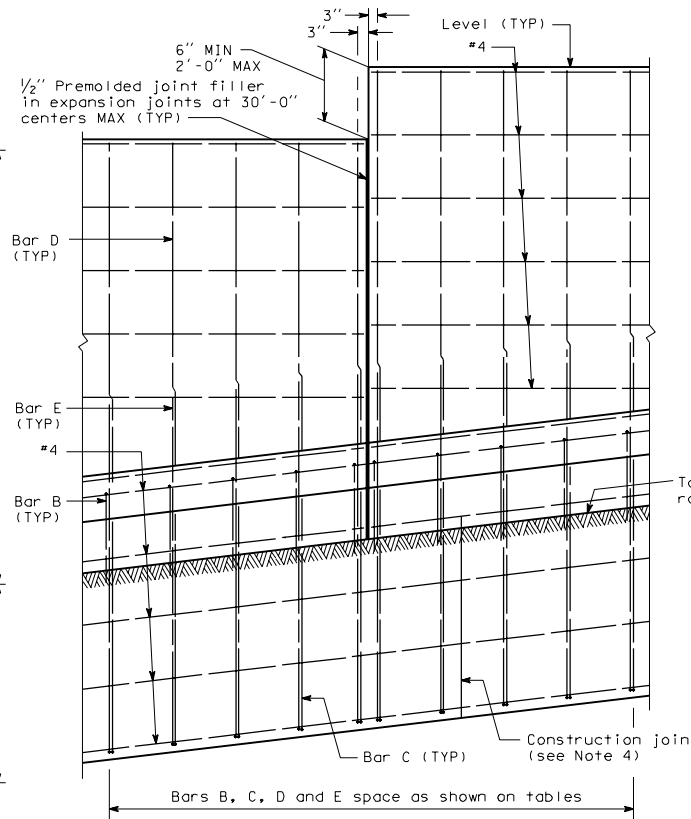 3"
3"
Level (TYP)
#4
6" MIN
2'-0" MAX
½" Premolded joint filler
in expansion joints at 30'-0"
centers MAX (TYP)
Bar D
(TYP)
Bar E
(TYP)
#4
Bar B
(TYP)
Construction join
(see Note 4)
Bar C (TYP)
Bars B, C, D and E space as shown on tables